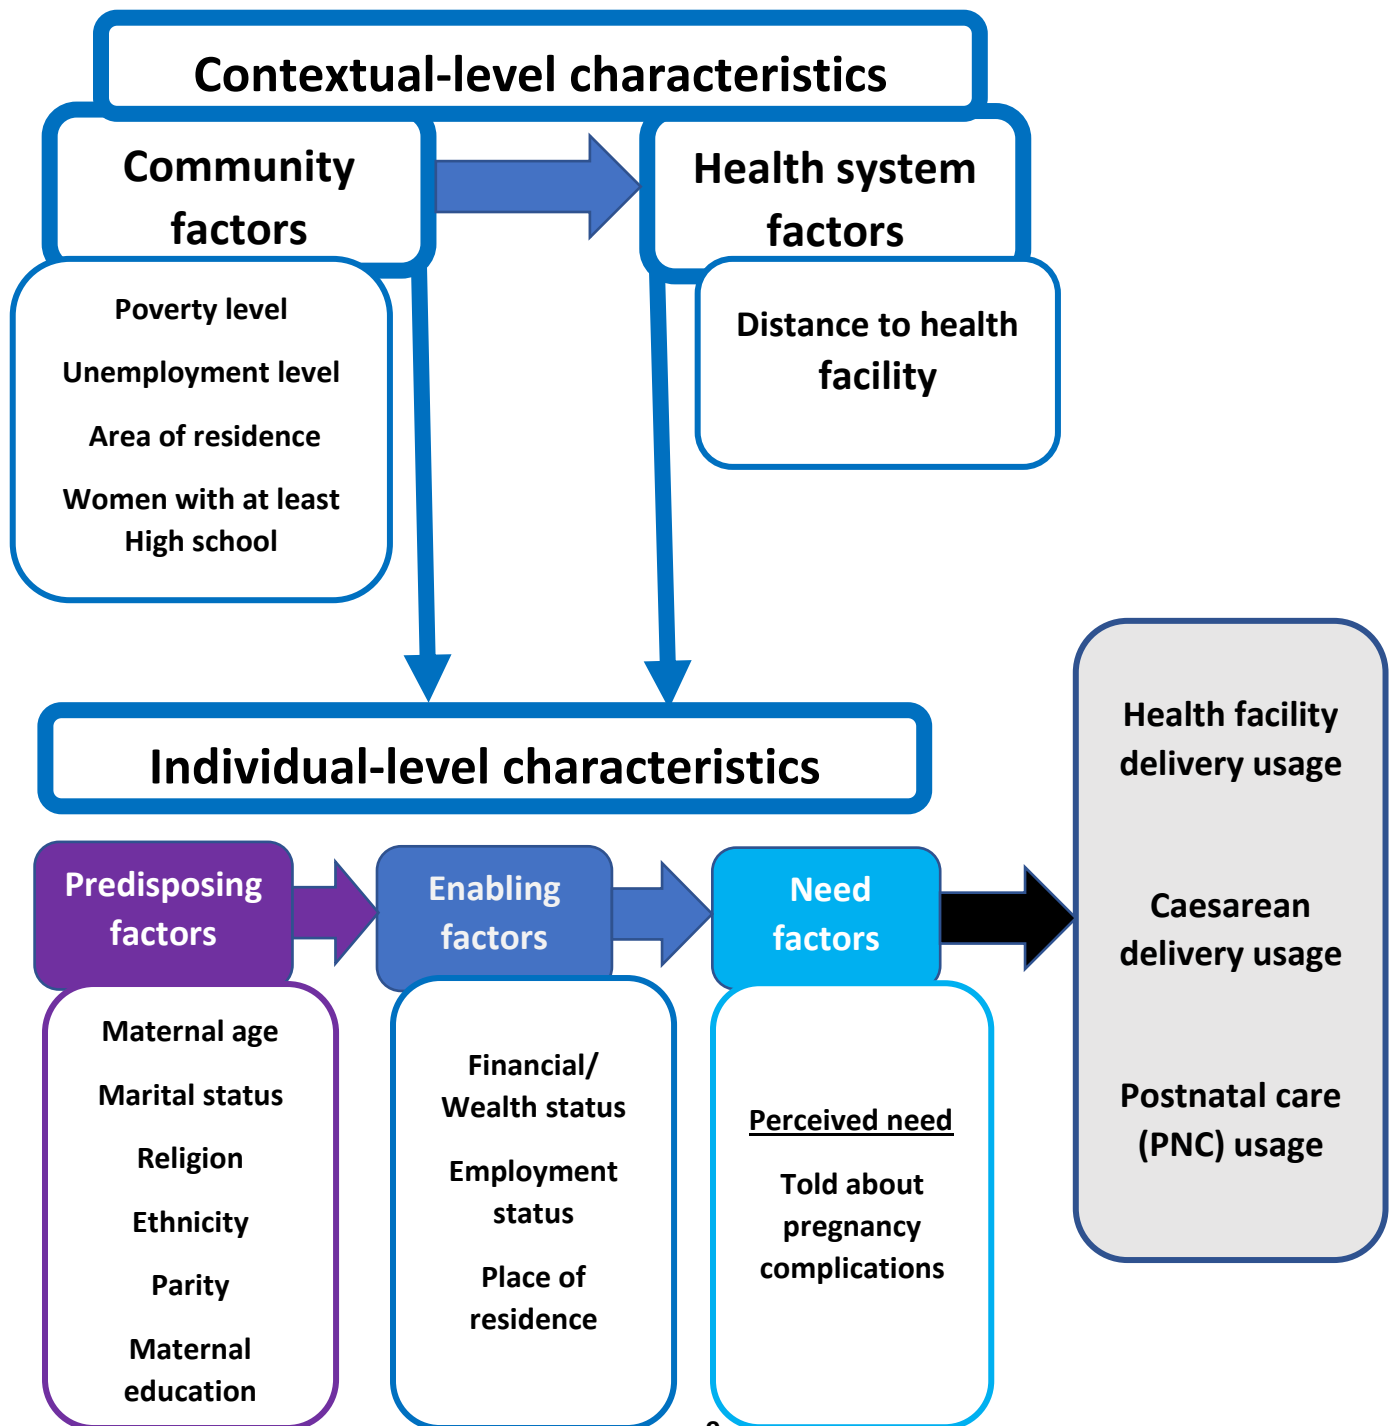 Contextual-level characteristics
Community
factors
Health system
factors
Poverty level
Unemployment level
Area of residence
Women with at least
High school
Distance to health
facility
Individual-level characteristics
Predisposing
factors
Enabling
factors
Need
factors
Maternal age
Marital status
Religion
Ethnicity
Parity
Maternal
education
Financial/
Wealth status
Employment
status
Place of
residence
Perceived need
Told about
pregnancy
complications
Health facility
delivery usage
Caesarean
delivery usage
Postnatal care
(PNC) usage